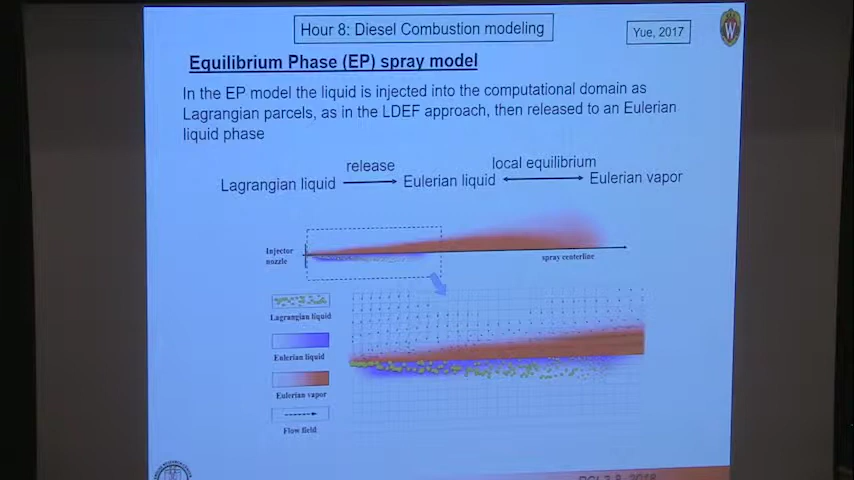 Hour 8: Diesel Combustion modeling
Yue, 2017
W
Equilibrium Phase (EP) spray model
In the EP model the liquid is injected into the computational domain as
Lagrangian parcels, as in the LDEF approach, then released to an Eulerian
liquid phase
release
local equilibrium
Lagrangian liquid
Eulerian liquid
Eulerian vapor
Injector
nozzle
spray centerline
Lagrangian liquid
Eulerian liquid
Eulerian vapor
Flow field